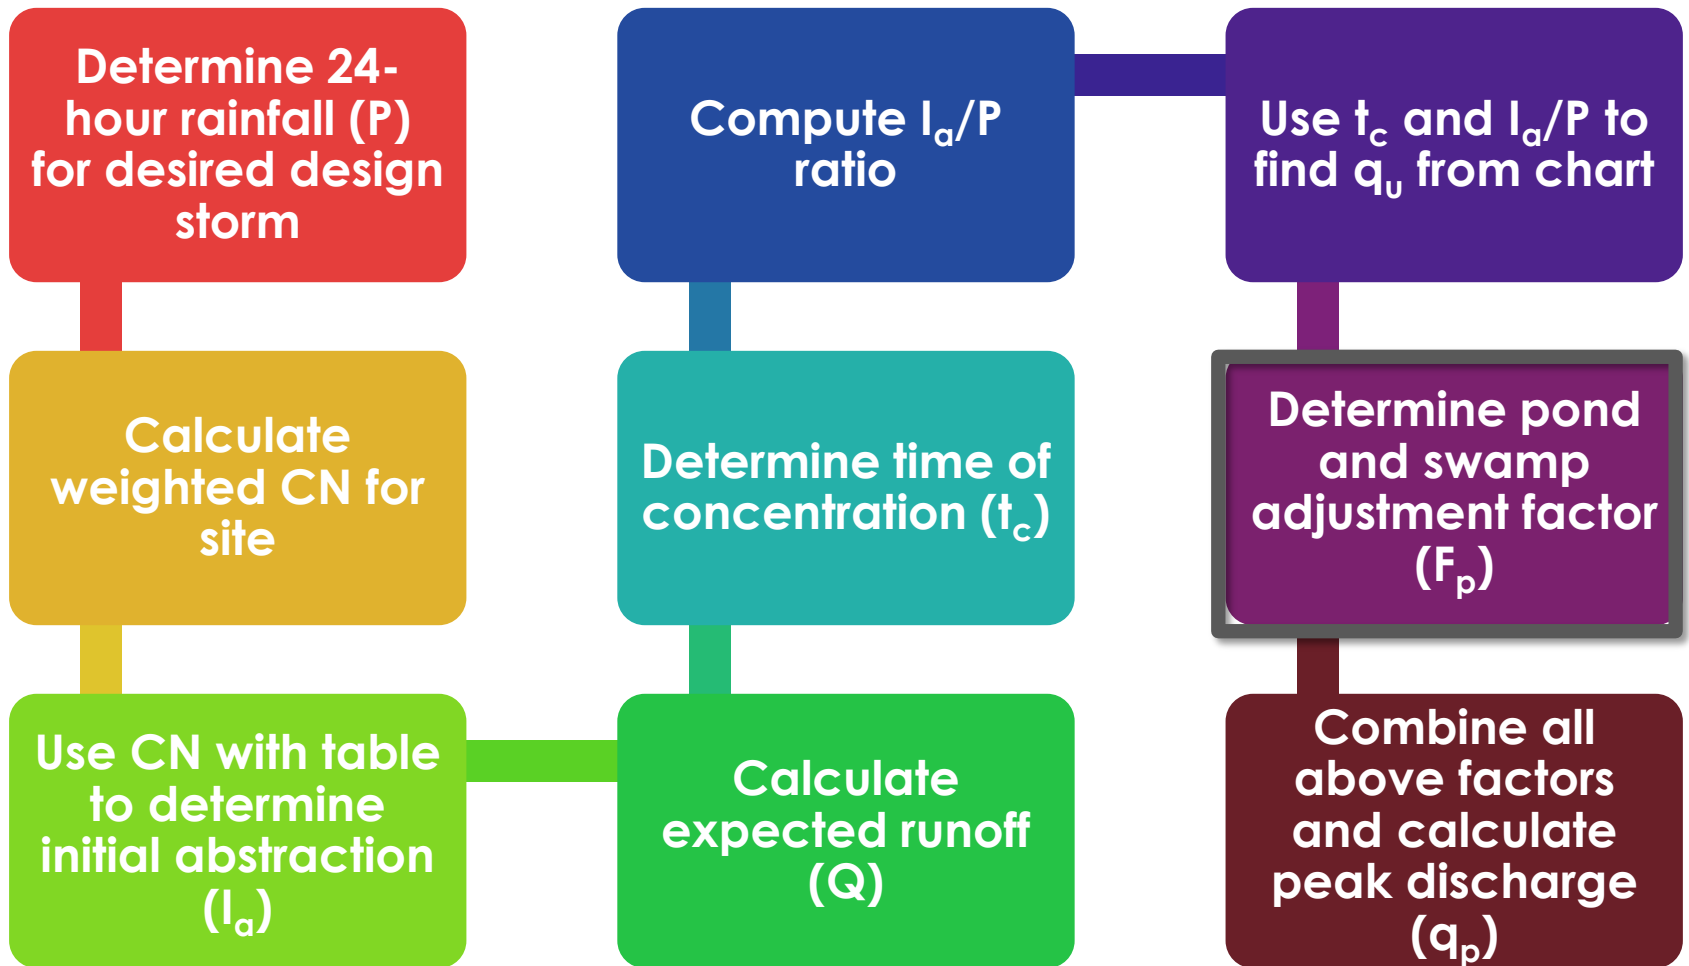 Determine 24-
hour rainfall (P)
for desired design
storm
Calculate
weighted CN for
site
Use CN with table
to determine
initial abstraction
(Iₐ)
Calculate
expected runoff
(Q)
Determine time of
concentration (t_c)
Compute Iₐ/P
ratio
Use t_c and Iₐ/P to
find qᵤ from chart
Determine pond
and swamp
adjustment factor
(Fₚ)
Combine all
above factors
and calculate
peak discharge
(qₚ)